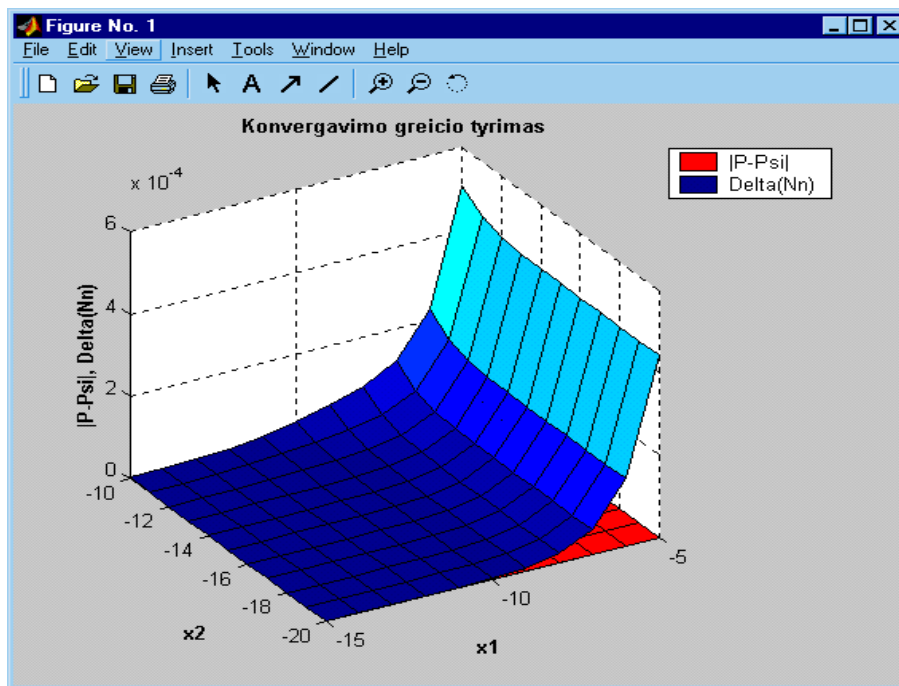 Figure No. 1
File Edit View Insert Tools Window Help
Konvergavimo greicio tyrimas
|P-Psi|
Delta(Nn)
x 10-4
6
4
2
0
|P-Psi|, Delta(Nn)
-10
-12
-14
-16
-18
-20
x2
-15
-10
-5
x1